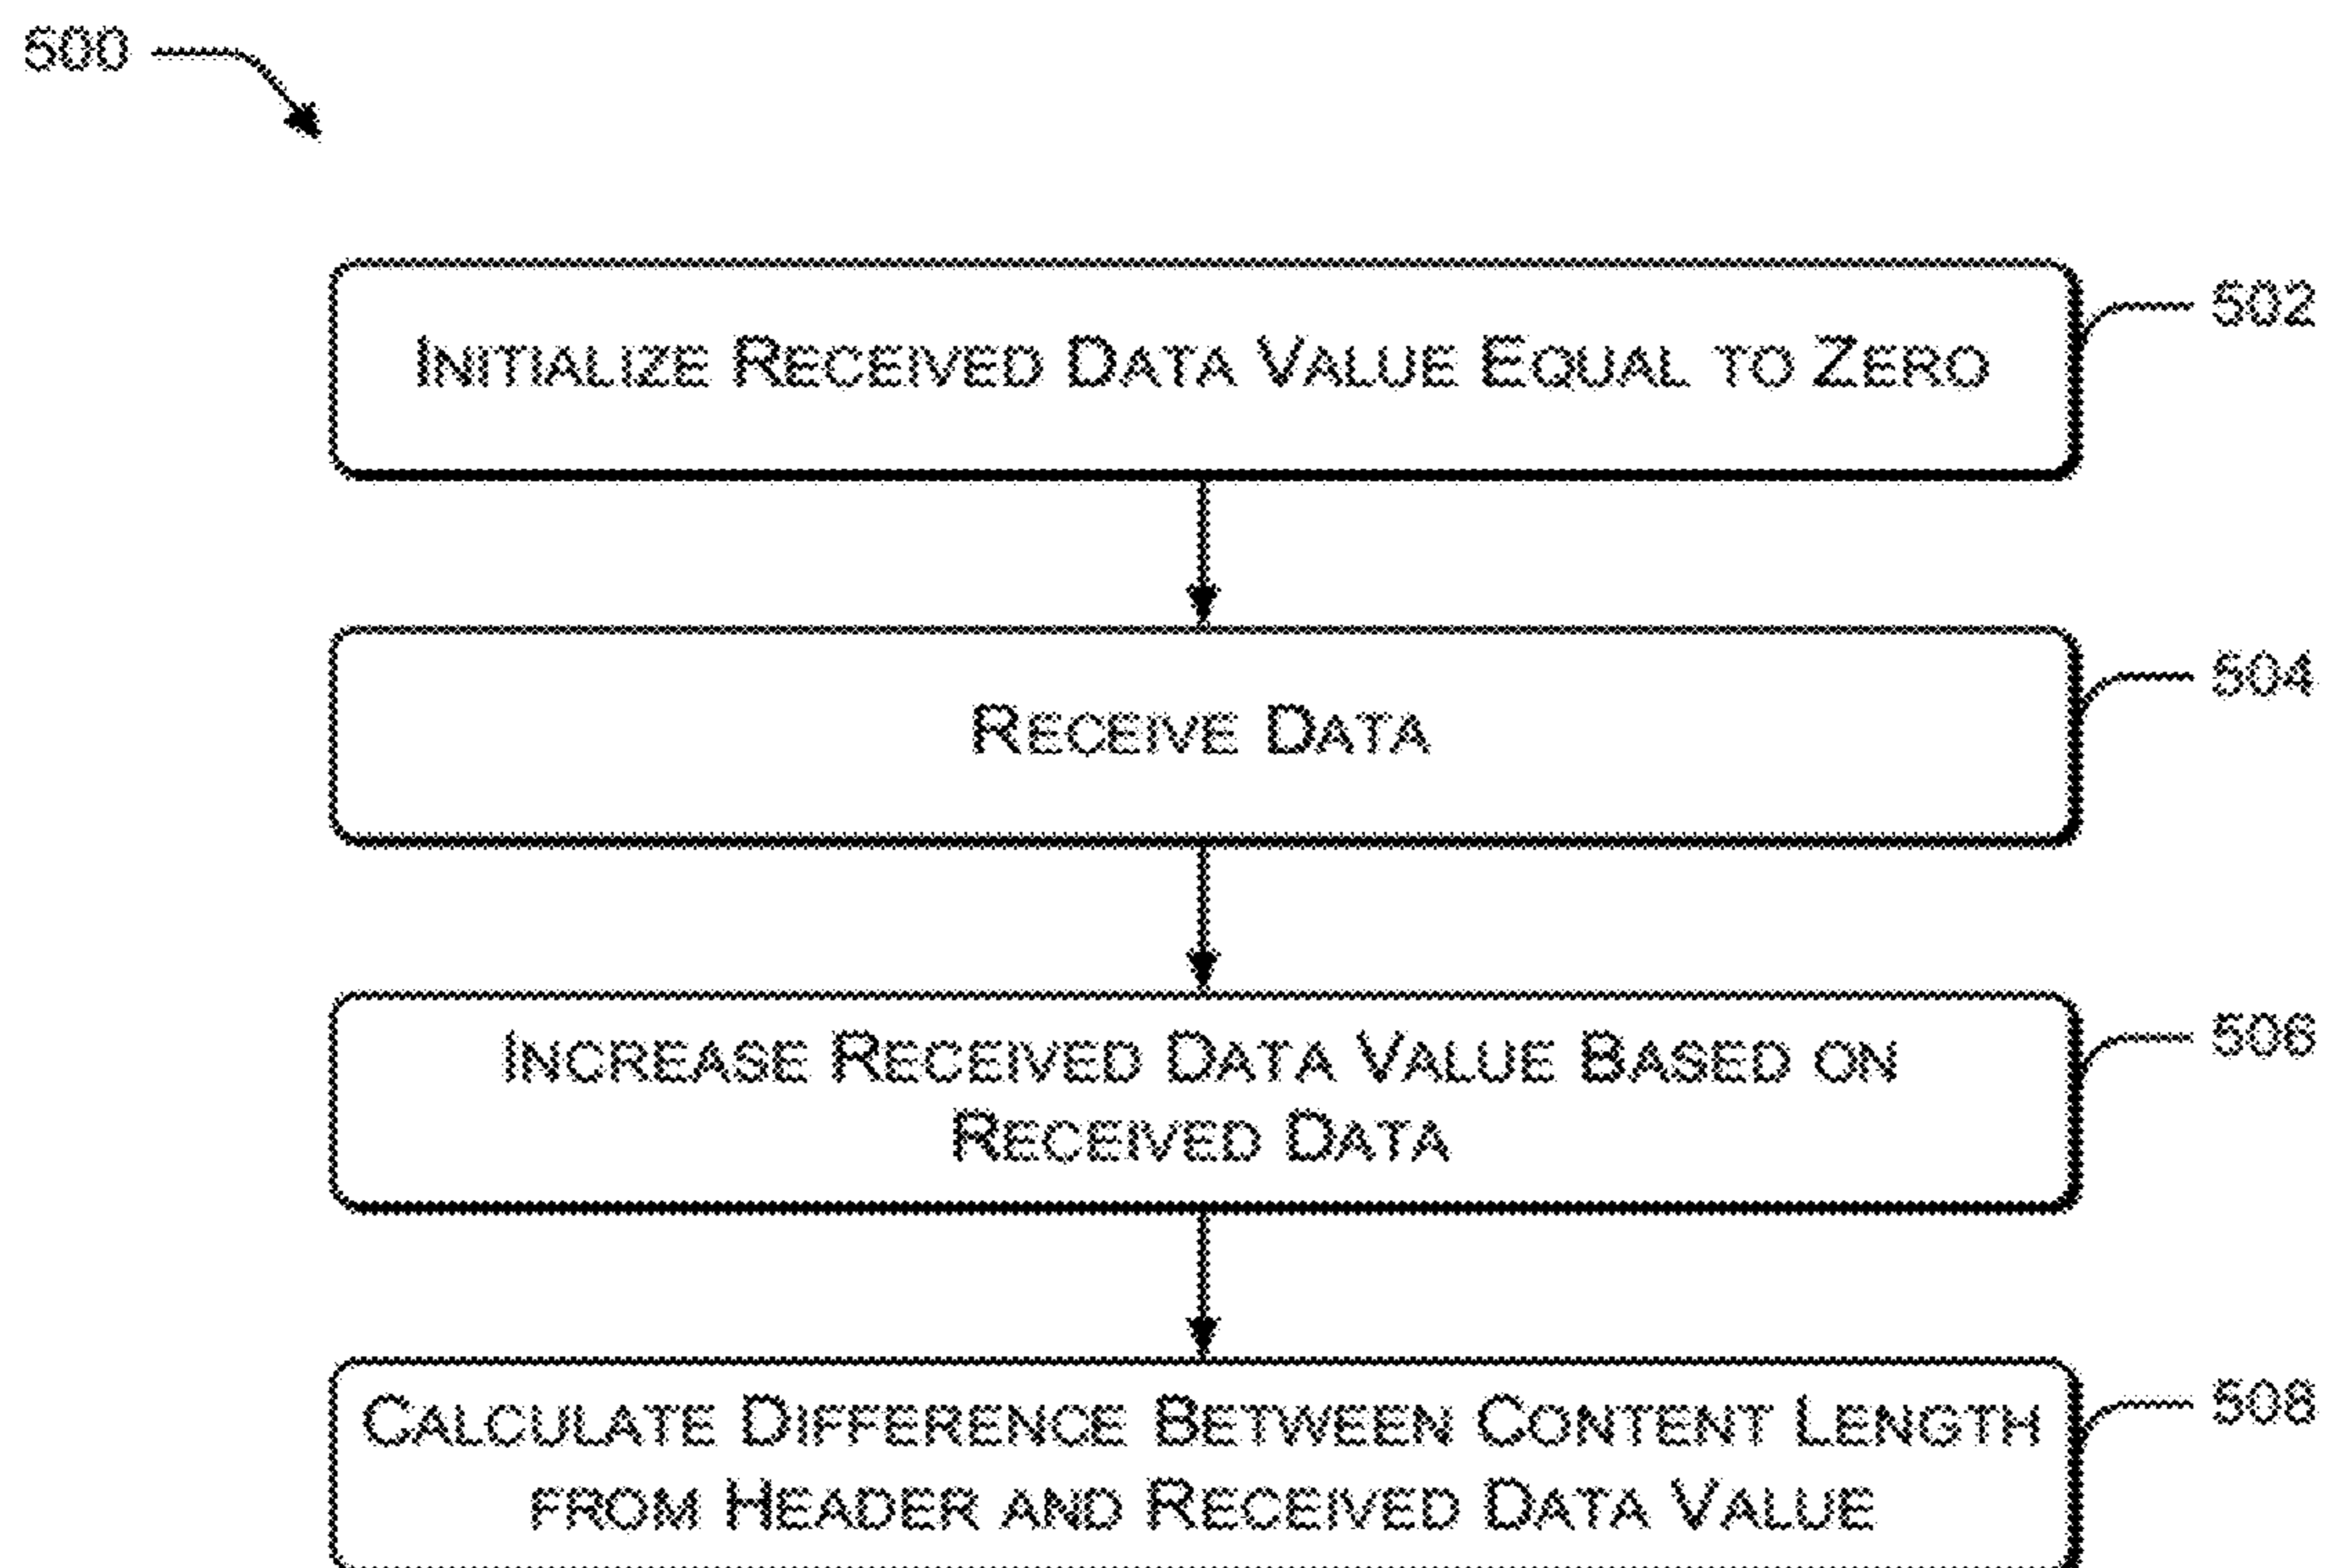 500
INITIALIZE RECEIVED DATA VALUE EQUAL TO ZERO
502
RECEIVE DATA
504
INCREASE RECEIVED DATA VALUE BASED ON
RECEIVED DATA
506
CALCULATE DIFFERENCE BETWEEN CONTENT LENGTH
FROM HEADER AND RECEIVED DATA VALUE
508